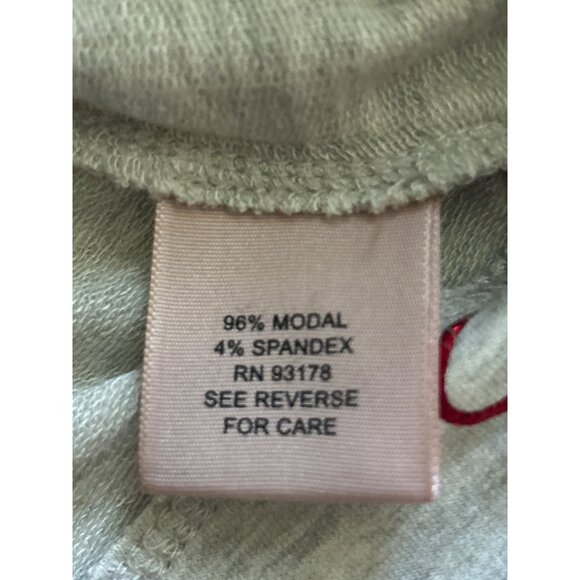 96% MODAL
4% SPANDEX
RN 93178
SEE REVERSE
FOR CARE